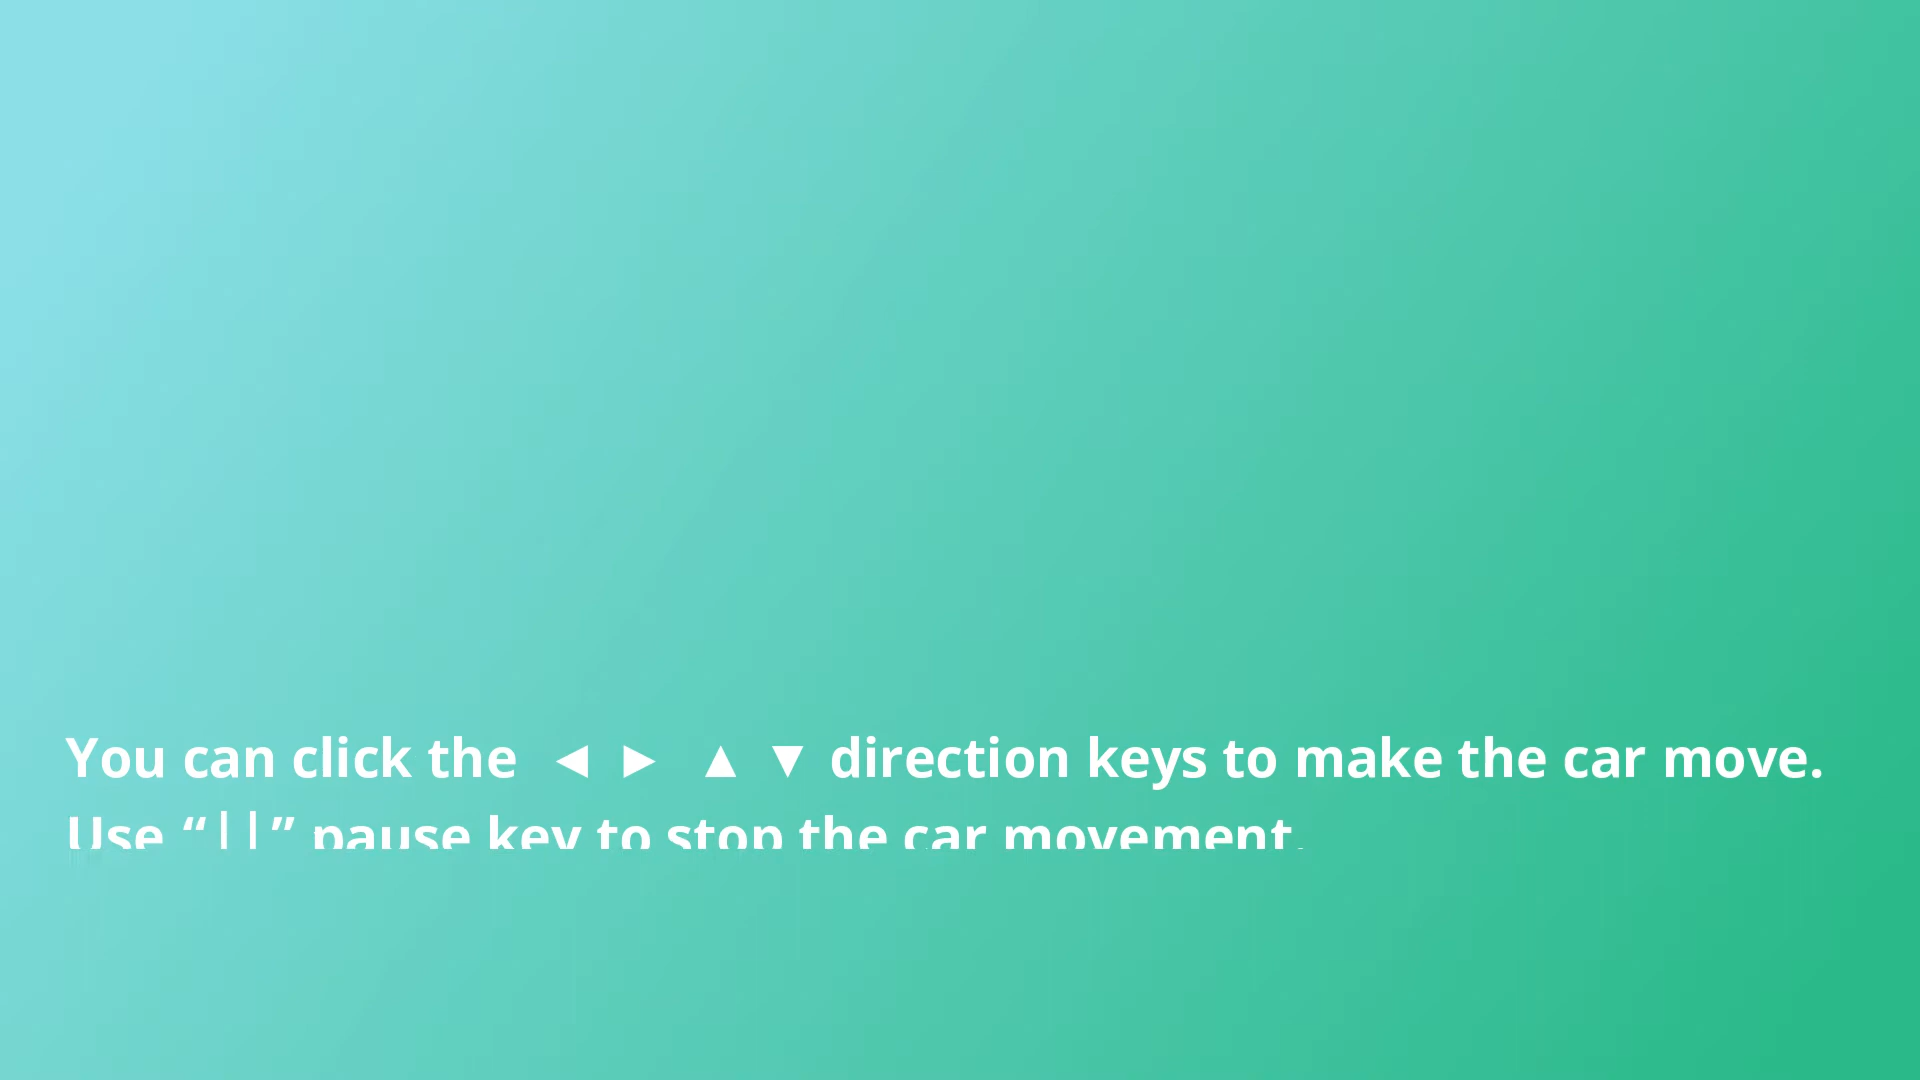 You can click the ◄ ► ▲ ▼ direction keys to make the car move.
Use “||” pause key to stop the car movement.